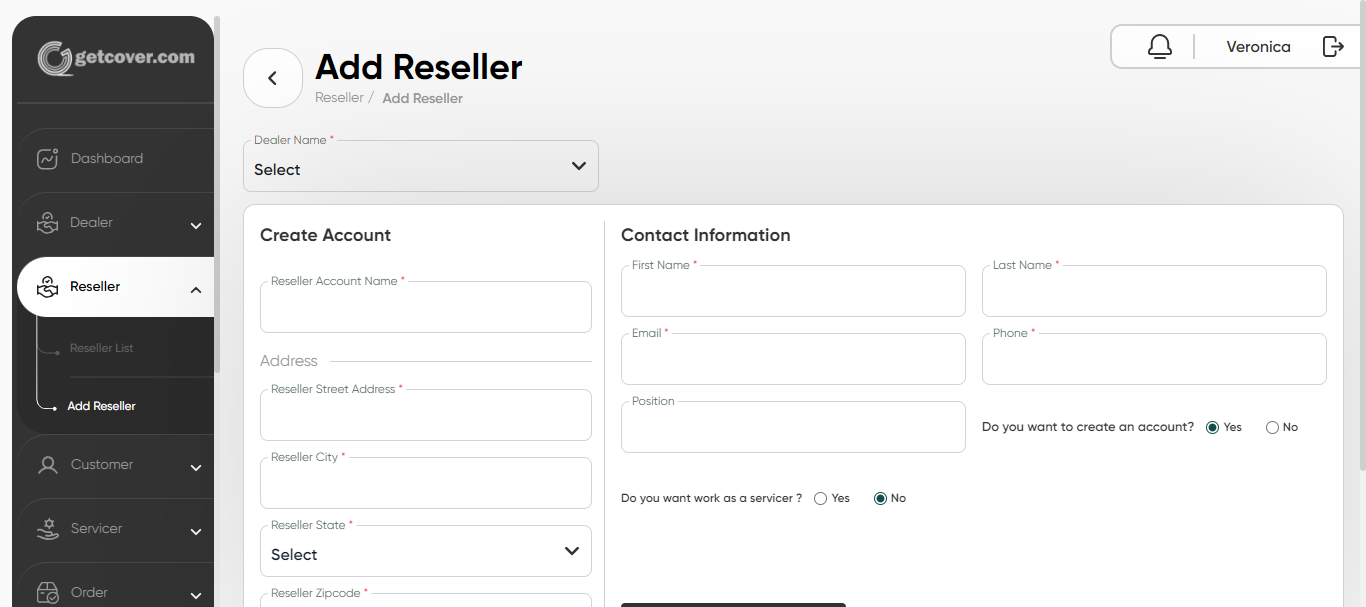 getcover.com
Dashboard
Dealer
Reseller
Reseller List
Add Reseller
Customer
Servicer
Order
Add Reseller
Reseller / Add Reseller
Veronica
Dealer Name *
Select
Create Account
Reseller Account Name *
Address
Reseller Street Address *
Reseller City *
Reseller State *
Select
Reseller Zipcode *
Contact Information
First Name *
Last Name *
Email *
Phone *
Position
Do you want to create an account? Yes No
Do you want work as a servicer ? Yes No